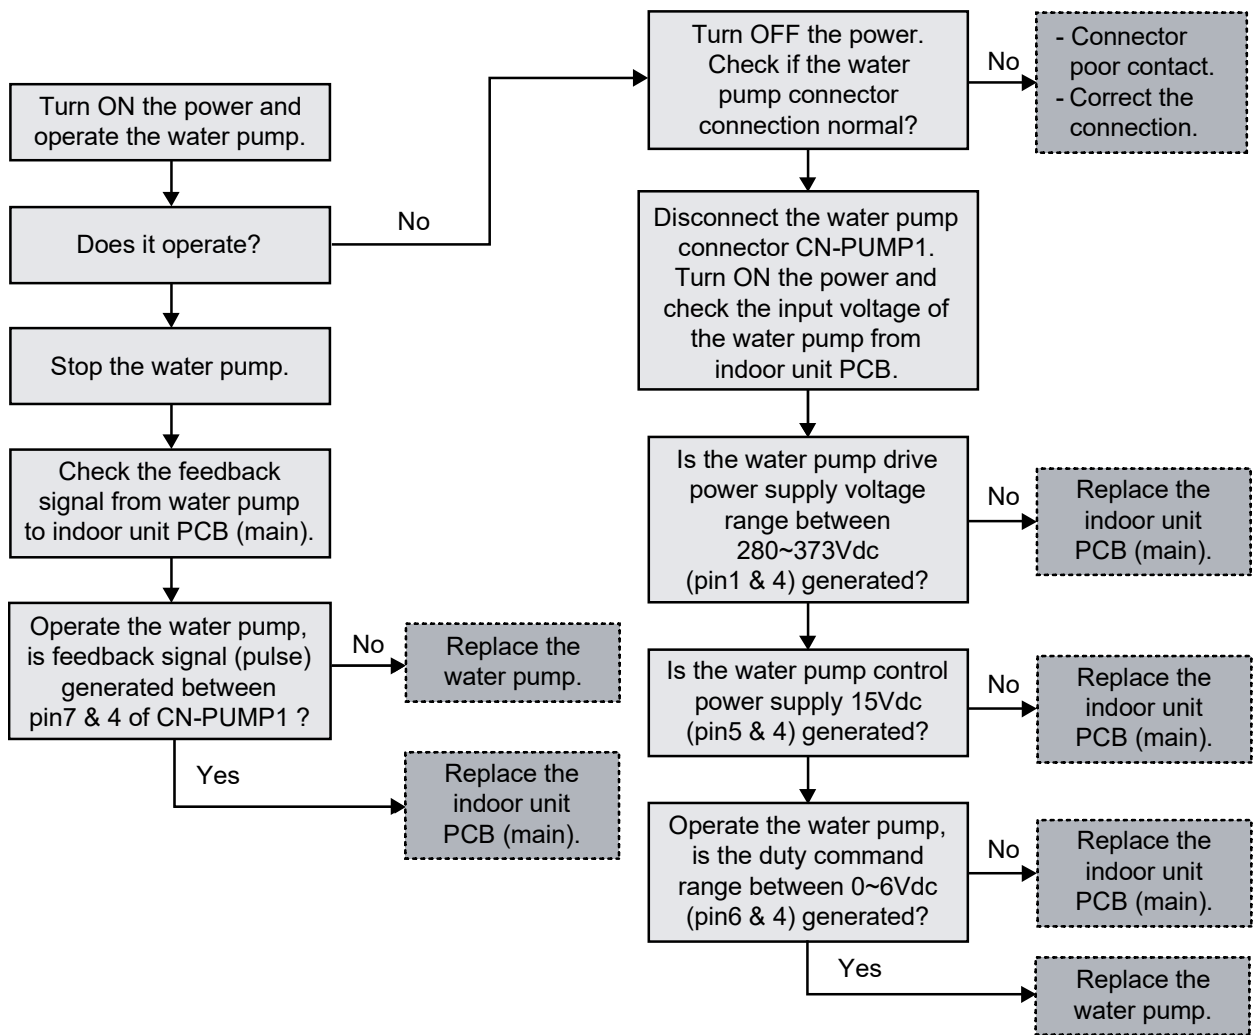 Turn ON the power and
operate the water pump.
Does it operate?
No
Stop the water pump.
Check the feedback
signal from water pump
to indoor unit PCB (main).
Operate the water pump,
is feedback signal (pulse)
generated between
pin7 & 4 of CN-PUMP1 ?
No
Replace the
water pump.
Yes
Replace the
indoor unit
PCB (main).
Turn OFF the power.
Check if the water
pump connector
connection normal?
No
- Connector
poor contact.
- Correct the
connection.
Disconnect the water pump
connector CN-PUMP1.
Turn ON the power and
check the input voltage of
the water pump from
indoor unit PCB.
Is the water pump drive
power supply voltage
range between
280~373Vdc
(pin1 & 4) generated?
No
Replace the
indoor unit
PCB (main).
Is the water pump control
power supply 15Vdc
(pin5 & 4) generated?
No
Replace the
indoor unit
PCB (main).
Operate the water pump,
is the duty command
range between 0~6Vdc
(pin6 & 4) generated?
No
Replace the
indoor unit
PCB (main).
Yes
Replace the
water pump.